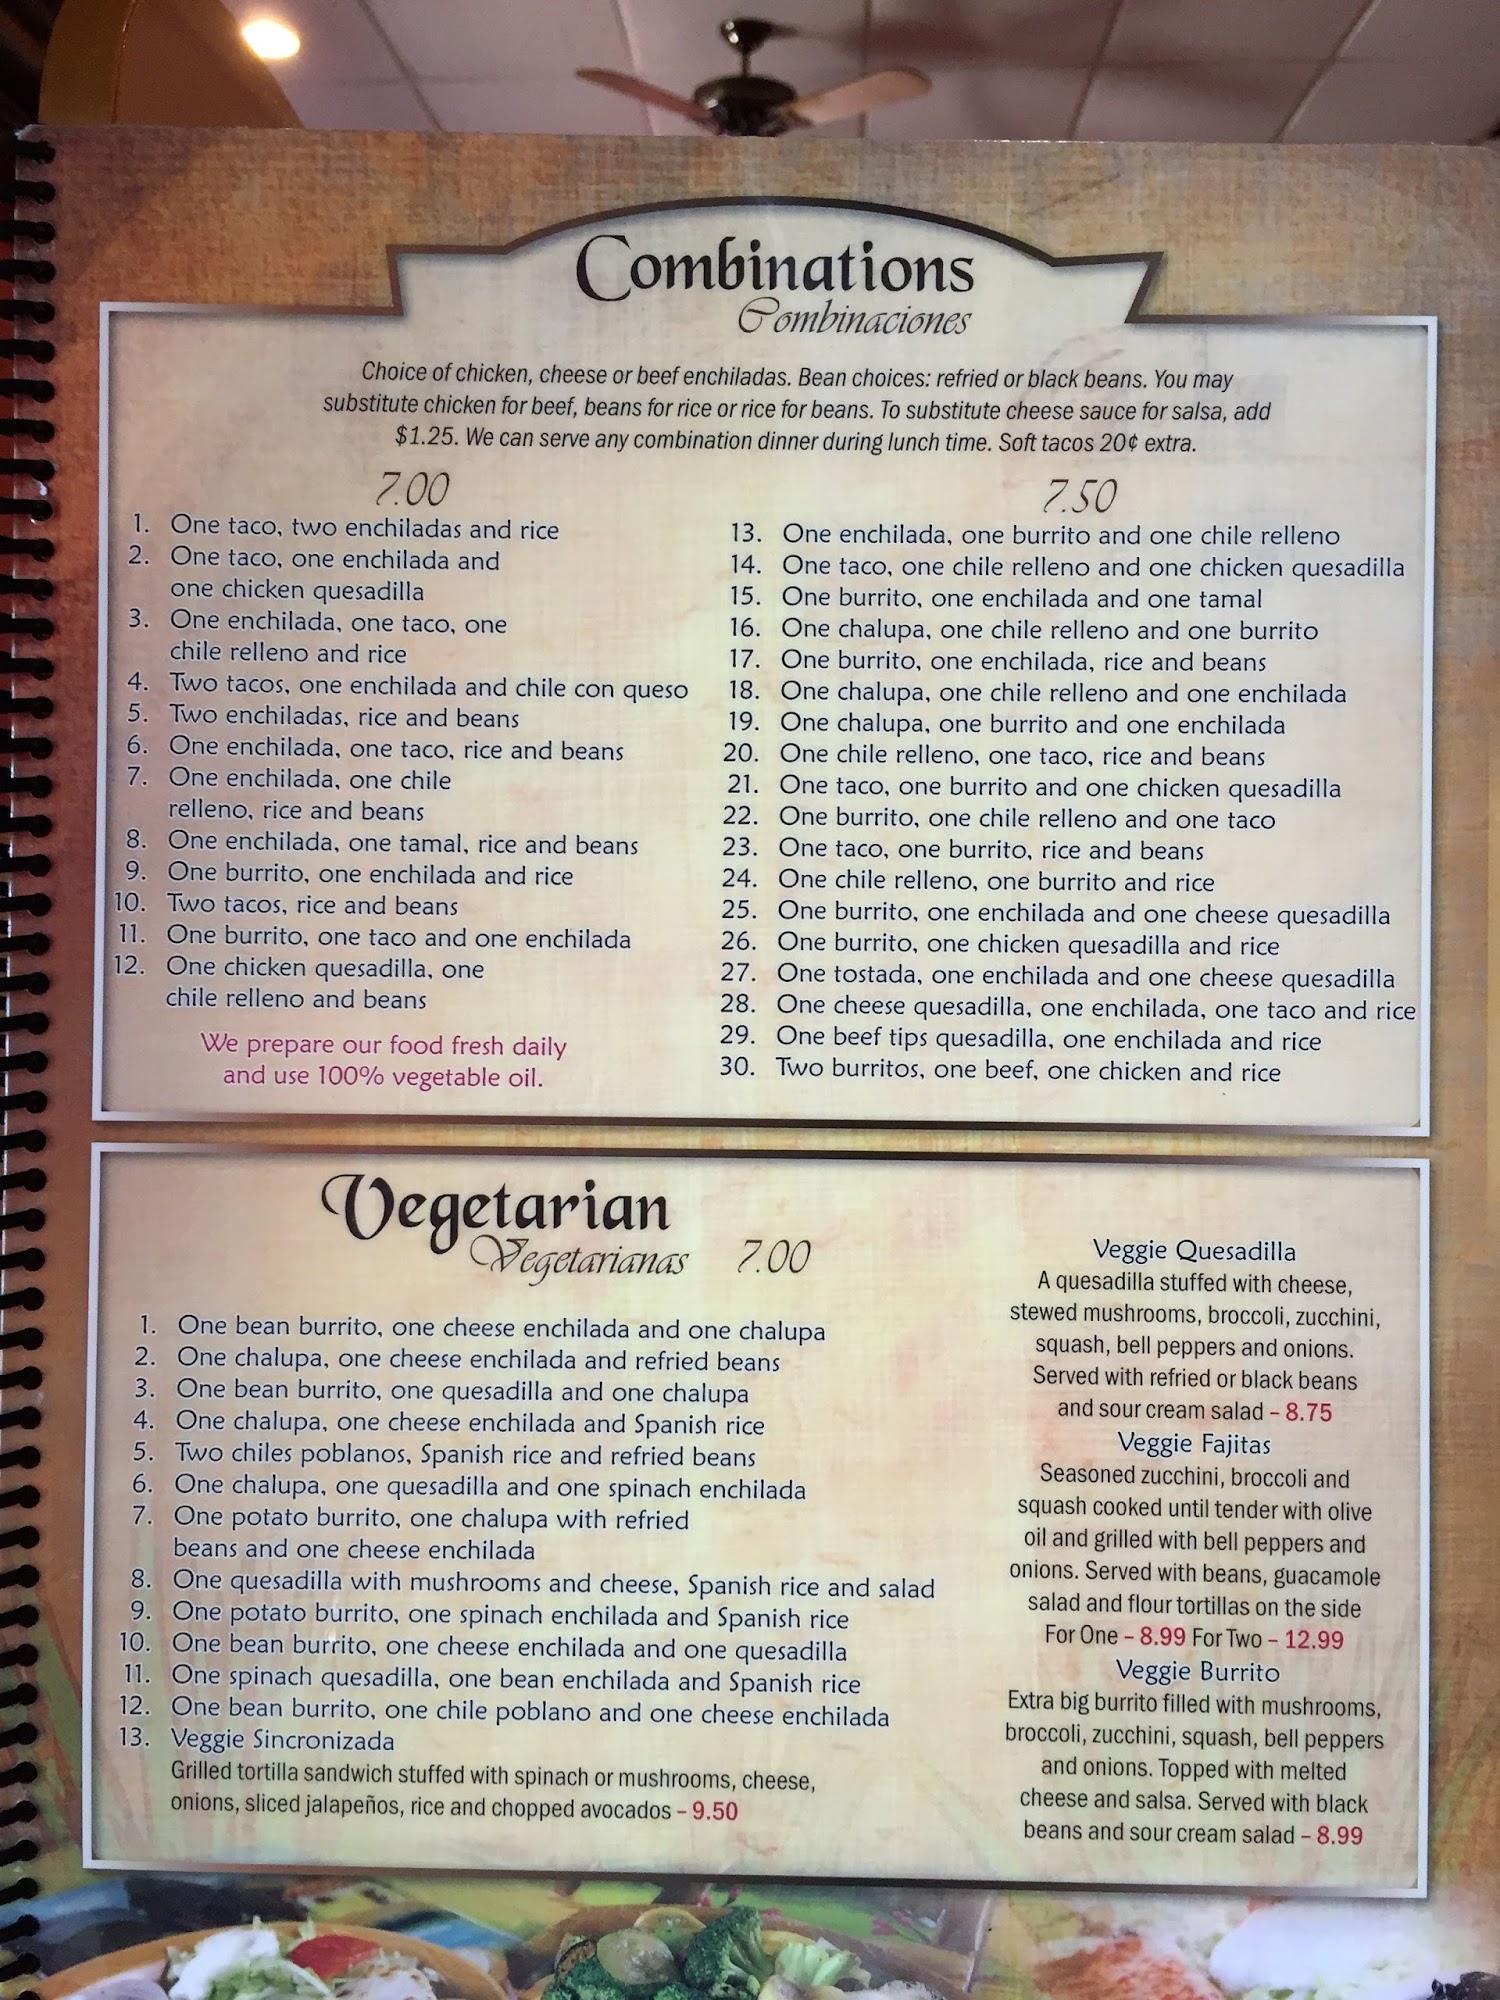 Combinations
Combinaciones
Choice of chicken, cheese or beef enchiladas. Bean choices: refried or black beans. You may
substitute chicken for beef, beans for rice or rice for beans. To substitute cheese sauce for salsa, add
$1.25. We can serve any combination dinner during lunch time. Soft tacos 20¢ extra.
7.00
1. One taco, two enchiladas and rice
2. One taco, one enchilada and
one chicken quesadilla
3. One enchilada, one taco, one
chile relleno and rice
4. Two tacos, one enchilada and chile con queso
5. Two enchiladas, rice and beans
6. One enchilada, one taco, rice and beans
7. One enchilada, one chile
relleno, rice and beans
8. One enchilada, one tamal, rice and beans
9. One burrito, one enchilada and rice
10. Two tacos, rice and beans
11. One burrito, one taco and one enchilada
12. One chicken quesadilla, one
chile relleno and beans
We prepare our food fresh daily
and use 100% vegetable oil.
7.50
13. One enchilada, one burrito and one chile relleno
14. One taco, one chile relleno and one chicken quesadilla
15. One burrito, one enchilada and one tamal
16. One chalupa, one chile relleno and one burrito
17. One burrito, one enchilada, rice and beans
18. One chalupa, one chile relleno and one enchilada
19. One chalupa, one burrito and one enchilada
20. One chile relleno, one taco, rice and beans
21. One taco, one burrito and one chicken quesadilla
22. One burrito, one chile relleno and one taco
23. One taco, one burrito, rice and beans
24. One chile relleno, one burrito and rice
25. One burrito, one enchilada and one cheese quesadilla
26. One burrito, one chicken quesadilla and rice
27. One tostada, one enchilada and one cheese quesadilla
28. One cheese quesadilla, one enchilada, one taco and rice
29. One beef tips quesadilla, one enchilada and rice
30. Two burritos, one beef, one chicken and rice
Vegetarian
Vegetarianas 7.00
1. One bean burrito, one cheese enchilada and one chalupa
2. One chalupa, one cheese enchilada and refried beans
3. One bean burrito, one quesadilla and one chalupa
4. One chalupa, one cheese enchilada and Spanish rice
5. Two chiles poblanos, Spanish rice and refried beans
6. One chalupa, one quesadilla and one spinach enchilada
7. One potato burrito, one chalupa with refried
beans and one cheese enchilada
8. One quesadilla with mushrooms and cheese, Spanish rice and salad
9. One potato burrito, one spinach enchilada and Spanish rice
10. One bean burrito, one cheese enchilada and one quesadilla
11. One spinach quesadilla, one bean enchilada and Spanish rice
12. One bean burrito, one chile poblano and one cheese enchilada
13. Veggie Sincronizada
Grilled tortilla sandwich stuffed with spinach or mushrooms, cheese,
onions, sliced jalapeños, rice and chopped avocados – 9.50
Veggie Quesadilla
A quesadilla stuffed with cheese,
stewed mushrooms, broccoli, zucchini,
squash, bell peppers and onions.
Served with refried or black beans
and sour cream salad – 8.75
Veggie Fajitas
Seasoned zucchini, broccoli and
squash cooked until tender with olive
oil and grilled with bell peppers and
onions. Served with beans, guacamole
salad and flour tortillas on the side
For One – 8.99 For Two – 12.99
Veggie Burrito
Extra big burrito filled with mushrooms,
broccoli, zucchini, squash, bell peppers
and onions. Topped with melted
cheese and salsa. Served with black
beans and sour cream salad – 8.99